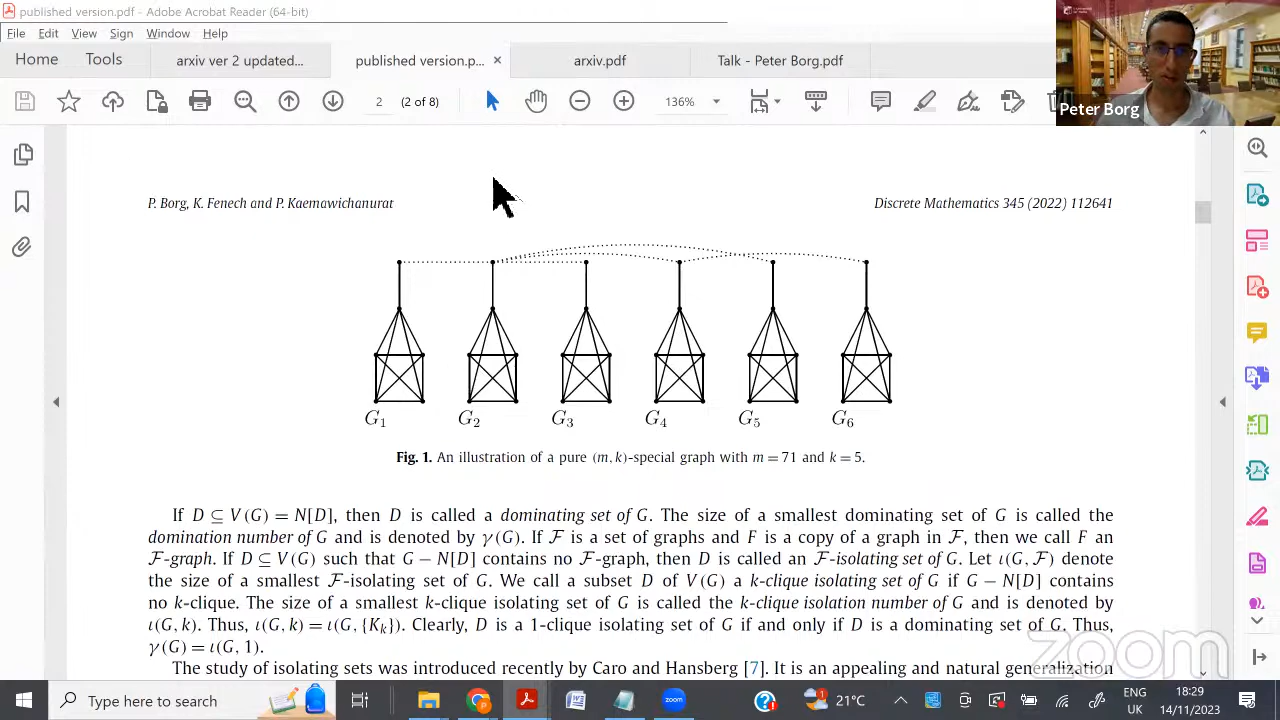 published version.pdf - Adobe Acrobat Reader (64-bit)
File Edit View Sign Window Help
Home Tools arxiv ver 2 updated... published version.p... × arxiv.pdf Talk - Peter Borg.pdf
2 (2 of 8) 136%
Peter Borg
P. Borg, K. Fenech and P. Kaemawichanurat
Discrete Mathematics 345 (2022) 112641
G₁ G₂ G₃ G₄ G₅ G₆
Fig. 1. An illustration of a pure (m, k)-special graph with m = 71 and k = 5.
If D ⊆ V(G) = N[D], then D is called a dominating set of G. The size of a smallest dominating set of G is called the
domination number of G and is denoted by γ(G). If ℱ is a set of graphs and F is a copy of a graph in ℱ, then we call F an
ℱ-graph. If D ⊆ V(G) such that G − N[D] contains no ℱ-graph, then D is called an ℱ-isolating set of G. Let ι(G, ℱ) denote
the size of a smallest ℱ-isolating set of G. We call a subset D of V(G) a k-clique isolating set of G if G − N[D] contains
no k-clique. The size of a smallest k-clique isolating set of G is called the k-clique isolation number of G and is denoted by
ι(G, k). Thus, ι(G, k) = ι(G, {Kₖ}). Clearly, D is a 1-clique isolating set of G if and only if D is a dominating set of G. Thus,
γ(G) = ι(G, 1).
The study of isolating sets was introduced recently by Caro and Hansberg [7]. It is an appealing and natural generalization
zoom
Type here to search
zoom
1
21°C
ENG
UK
18:29
14/11/2023